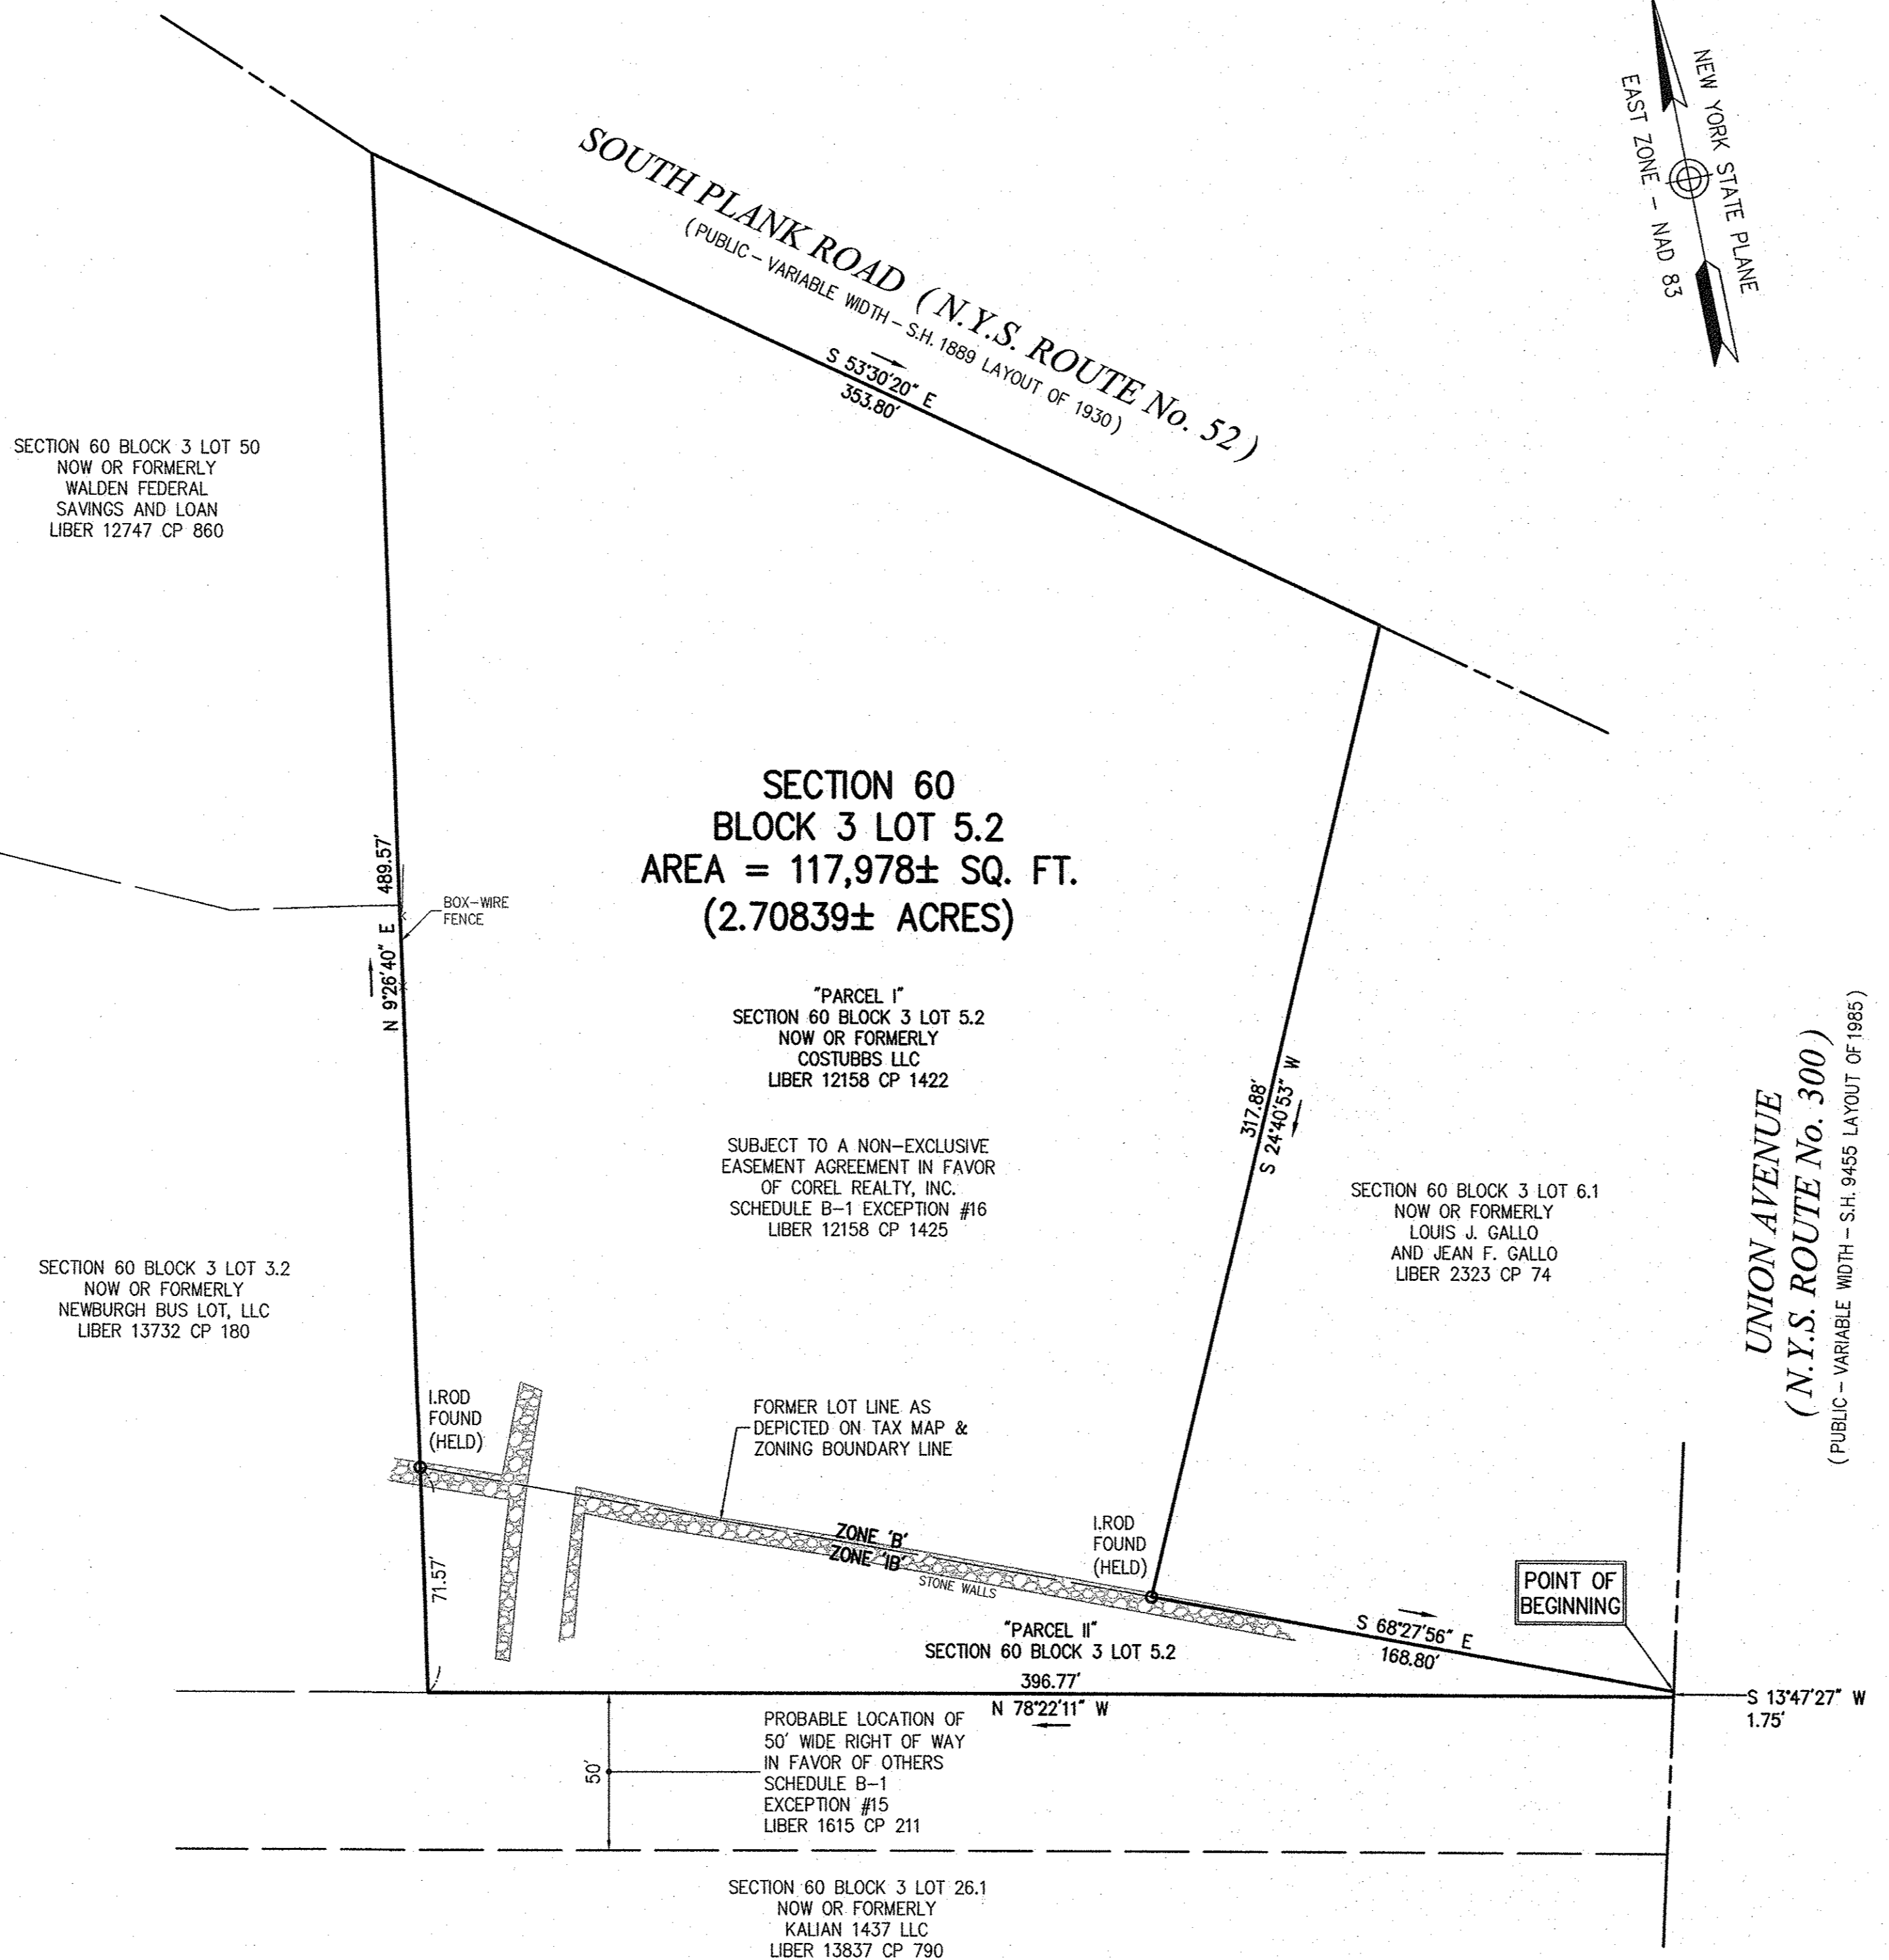 NEW YORK STATE PLANE
EAST ZONE – NAD 83
SOUTH PLANK ROAD ( N.Y.S. ROUTE No. 52 )
( PUBLIC – VARIABLE WIDTH – S.H. 1889 LAYOUT OF 1930 )
S 53°30'20" E
353.80'
SECTION 60 BLOCK 3 LOT 50
NOW OR FORMERLY
WALDEN FEDERAL
SAVINGS AND LOAN
LIBER 12747 CP 860
SECTION 60
BLOCK 3 LOT 5.2
AREA = 117,978± SQ. FT.
(2.70839± ACRES)
N 9°26'40" E 489.57'
BOX-WIRE
FENCE
"PARCEL I"
SECTION 60 BLOCK 3 LOT 5.2
NOW OR FORMERLY
COSTUBBS LLC
LIBER 12158 CP 1422
SUBJECT TO A NON-EXCLUSIVE
EASEMENT AGREEMENT IN FAVOR
OF COREL REALTY, INC.
SCHEDULE B-1 EXCEPTION #16
LIBER 12158 CP 1425
317.88'
S 24°40'53" W
SECTION 60 BLOCK 3 LOT 6.1
NOW OR FORMERLY
LOUIS J. GALLO
AND JEAN F. GALLO
LIBER 2323 CP 74
UNION AVENUE
( N.Y.S. ROUTE No. 300 )
( PUBLIC – VARIABLE WIDTH – S.H. 9455 LAYOUT OF 1985 )
SECTION 60 BLOCK 3 LOT 3.2
NOW OR FORMERLY
NEWBURGH BUS LOT, LLC
LIBER 13732 CP 180
I.ROD
FOUND
(HELD)
FORMER LOT LINE AS
DEPICTED ON TAX MAP &
ZONING BOUNDARY LINE
ZONE 'B'
ZONE 'IB'
STONE WALLS
I.ROD
FOUND
(HELD)
71.57'
POINT OF
BEGINNING
S 68°27'56" E
168.80'
"PARCEL II"
SECTION 60 BLOCK 3 LOT 5.2
396.77'
N 78°22'11" W
S 13°47'27" W
1.75'
50'
PROBABLE LOCATION OF
50' WIDE RIGHT OF WAY
IN FAVOR OF OTHERS
SCHEDULE B-1
EXCEPTION #15
LIBER 1615 CP 211
SECTION 60 BLOCK 3 LOT 26.1
NOW OR FORMERLY
KALIAN 1437 LLC
LIBER 13837 CP 790